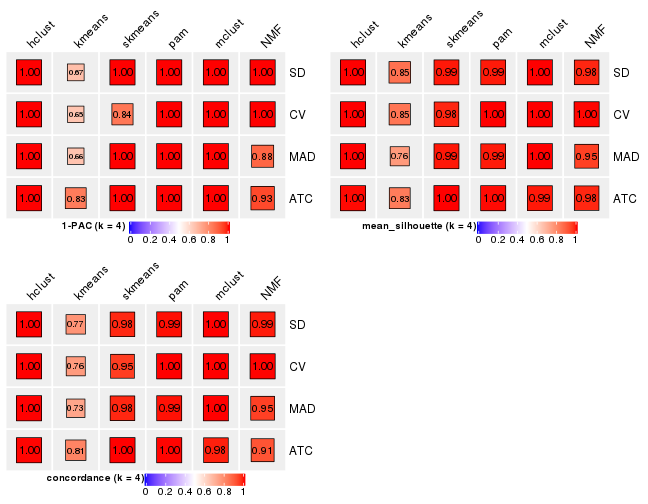 hclust kmeans skmeans pam mclust NMF
1.00 0.67 1.00 1.00 1.00 1.00 SD
1.00 0.65 0.84 1.00 1.00 1.00 CV
1.00 0.66 1.00 1.00 1.00 0.88 MAD
1.00 0.83 1.00 1.00 1.00 0.93 ATC
1-PAC (k = 4)
0 0.2 0.4 0.6 0.8 1
hclust kmeans skmeans pam mclust NMF
1.00 0.85 0.99 0.99 1.00 0.98 SD
1.00 0.85 0.98 1.00 1.00 1.00 CV
1.00 0.76 0.99 0.99 1.00 0.95 MAD
1.00 0.83 1.00 1.00 0.99 0.98 ATC
mean_silhouette (k = 4)
0 0.2 0.4 0.6 0.8 1
hclust kmeans skmeans pam mclust NMF
1.00 0.77 0.98 0.99 1.00 0.99 SD
1.00 0.76 0.95 1.00 1.00 1.00 CV
1.00 0.73 0.98 0.99 1.00 0.95 MAD
1.00 0.81 1.00 1.00 0.98 0.91 ATC
concordance (k = 4)
0 0.2 0.4 0.6 0.8 1